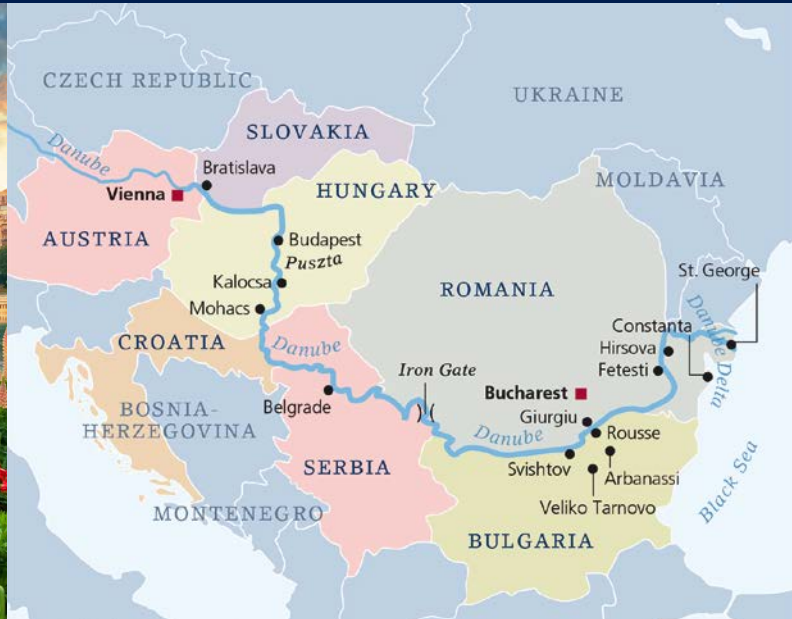 CZECH REPUBLIC
UKRAINE
SLOVAKIA
Danube
Bratislava
Vienna
HUNGARY
MOLDAVIA
AUSTRIA
Budapest
Puszta
Kalocsa
Mohacs
ROMANIA
St. George
Constanta
Danube Delta
CROATIA
Danube
Hirsova
Fetesti
Iron Gate
Belgrade
Bucharest
BOSNIA-
HERZEGOVINA
Giurgiu
Danube
Rousse
SERBIA
Svishtov
Arbanassi
Veliko Tarnovo
Black Sea
MONTENEGRO
BULGARIA